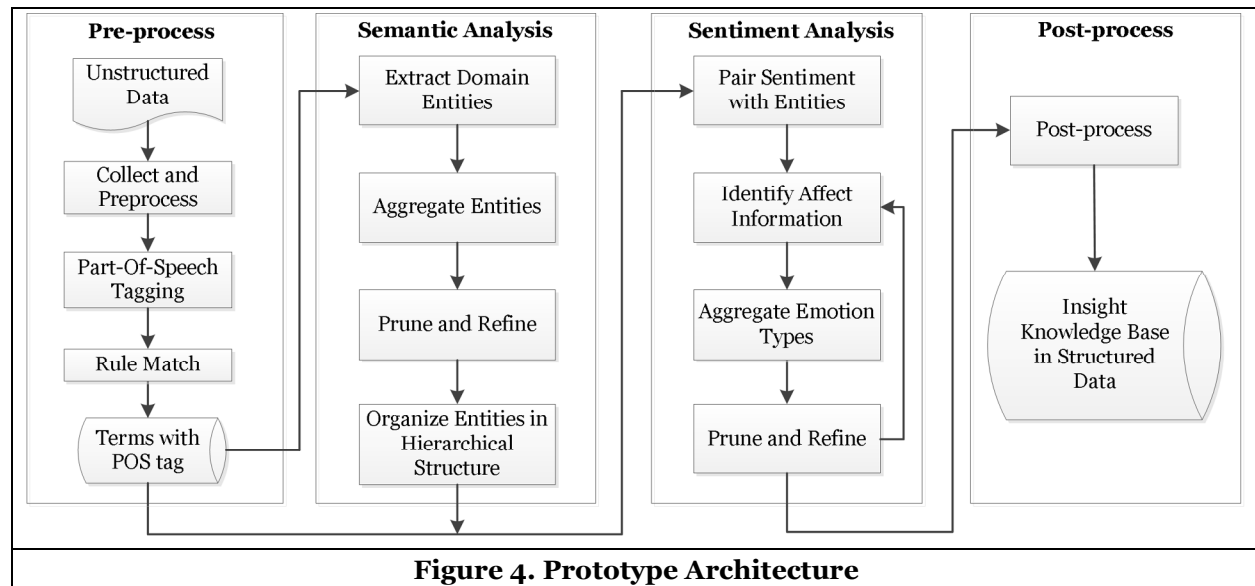 Pre-process
Unstructured
Data
Collect and
Preprocess
Part-Of-Speech
Tagging
Rule Match
Terms with
POS tag
Semantic Analysis
Extract Domain
Entities
Aggregate Entities
Prune and Refine
Organize Entities in
Hierarchical
Structure
Sentiment Analysis
Pair Sentiment
with Entities
Identify Affect
Information
Aggregate Emotion
Types
Prune and Refine
Post-process
Post-process
Insight
Knowledge Base
in Structured
Data
Figure 4. Prototype Architecture